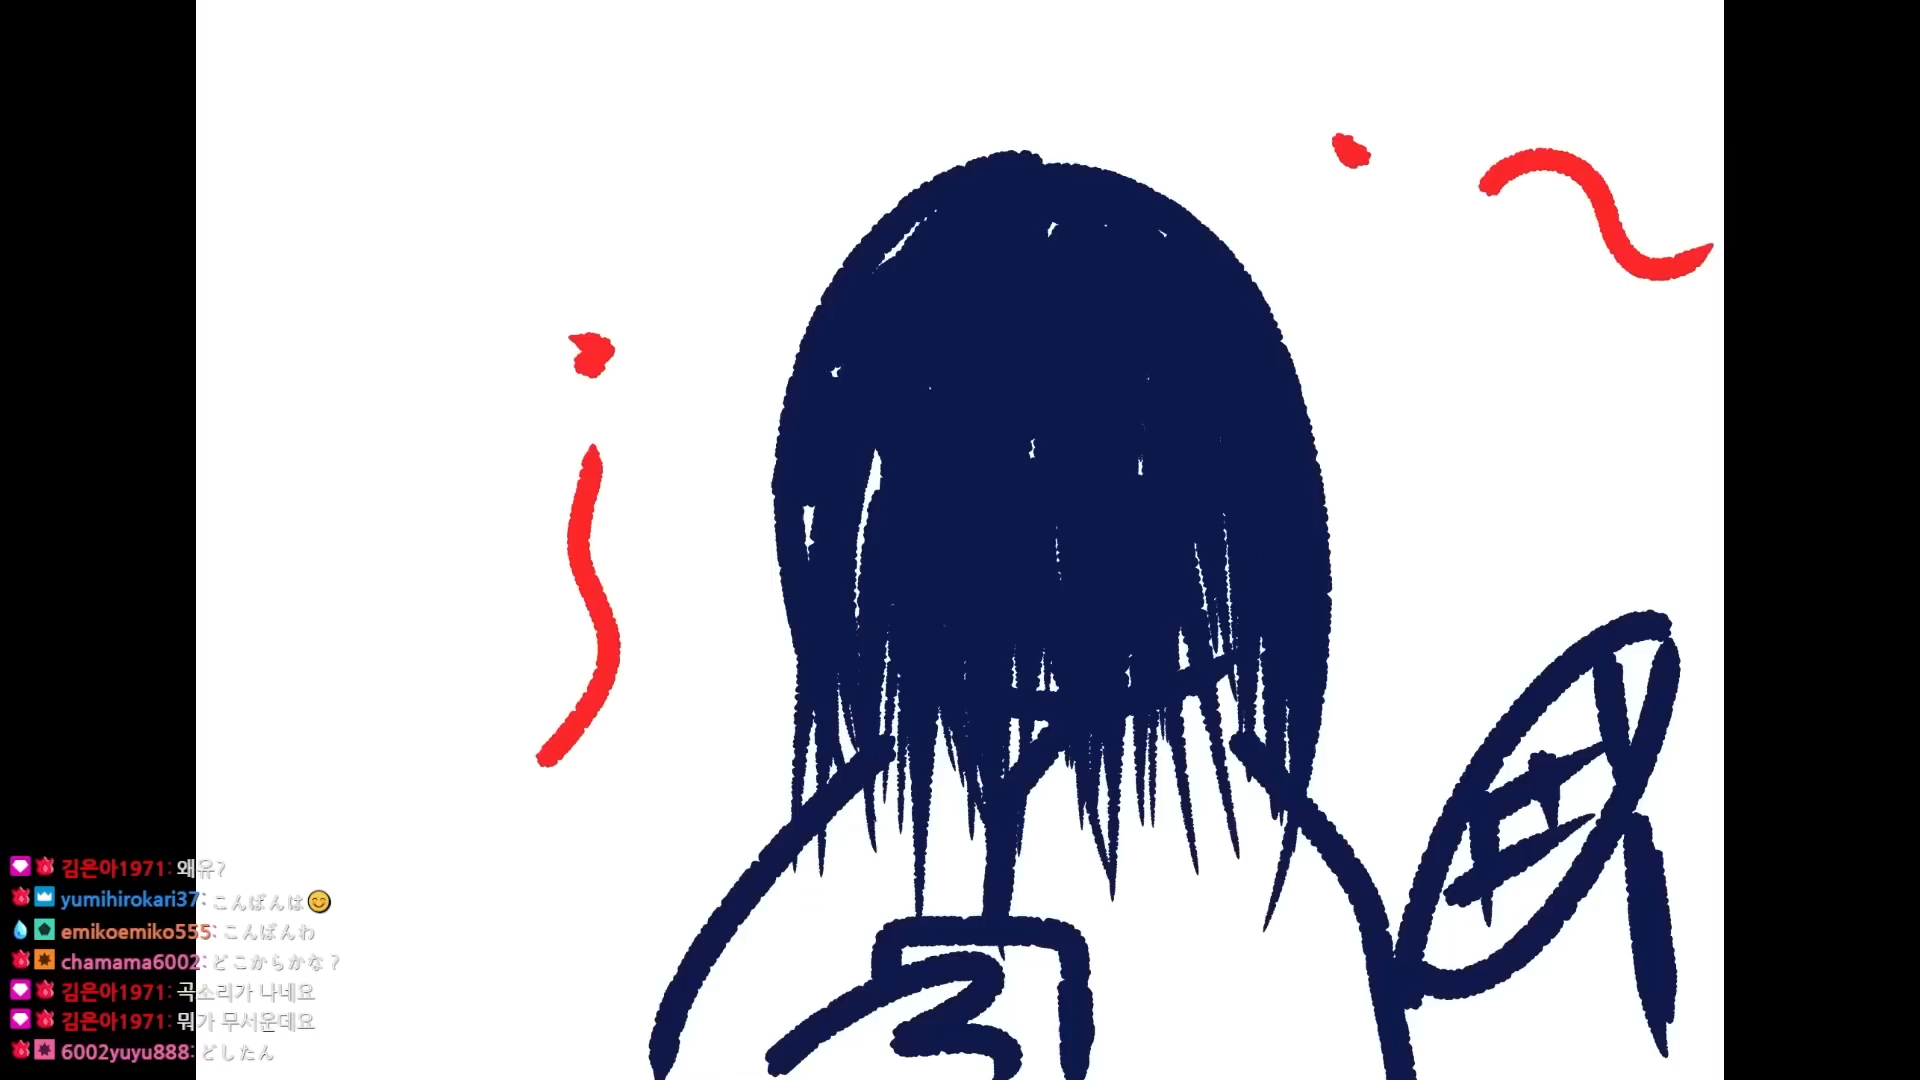 김은아1971: 왜유?
yumihirokari37: こんばんは😊
emikoemiko555: こんばんわ
chamama6002: どこからかな？
김은아1971: 곡소리가 나네요
김은아1971: 뭐가 무서운데요
6002yuyu888: どしたん